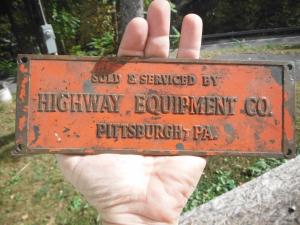 SOLD & SERVICED BY
HIGHWAY EQUIPMENT CO.
PITTSBURGH, PA.